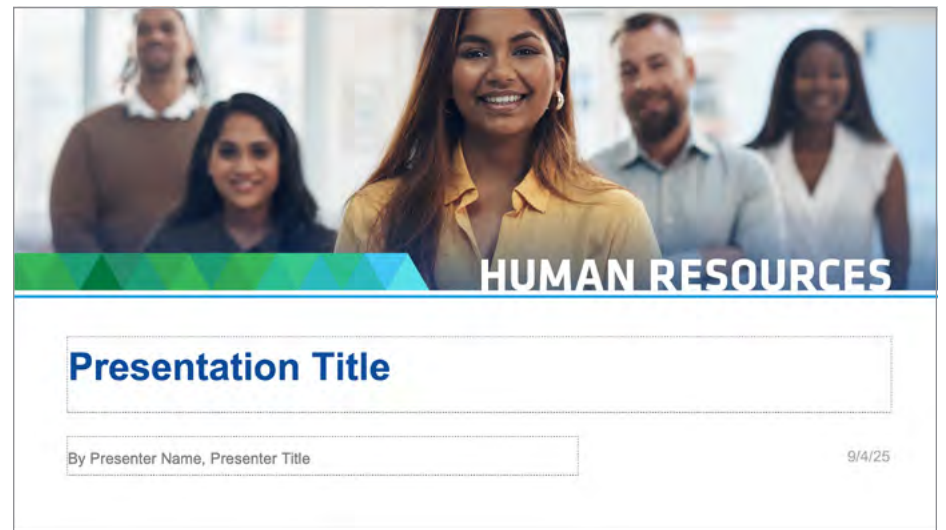 HUMAN RESOURCES
Presentation Title
By Presenter Name, Presenter Title
9/4/25